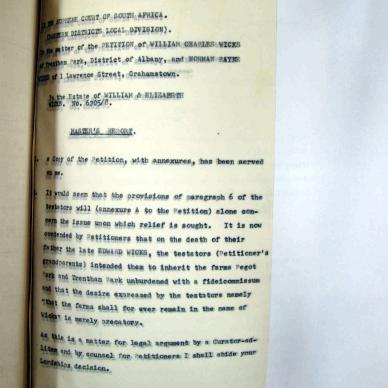 IN THE SUPREME COURT OF SOUTH AFRICA.
(EASTERN DISTRICTS LOCAL DIVISION).
In the matter of the PETITION of WILLIAM CHARLES WICKS
of Trentham Park, District of Albany, and NORMAN PAYNE
WICKS of 1 Lawrence Street, Grahamstown.
In the Estate of WILLIAM & ELIZABETH
WICKS. No. 6205/8.
MASTER'S REPORT.
A Copy of the Petition, with annexures, has been served
on me.
It would seem that the provisions of paragraph 6 of the
testators will (annexure A to the Petition) alone con-
cern the issue upon which relief is sought. It is now
contended by Petitioners that on the death of their
father the late EDWARD WICKS, the testators (Petitioner's
grandparents) intended them to inherit the farms Fegot
Park and Trentham Park unburdened with a fideicommissum
and that the desire expressed by the testators namely
"that the farms shall for ever remain in the name of
Wicks" is merely precatory.
As this is a matter for legal argument by a Curator-ad-
litem and by counsel for Petitioners I shall abide your
Lordships decision.